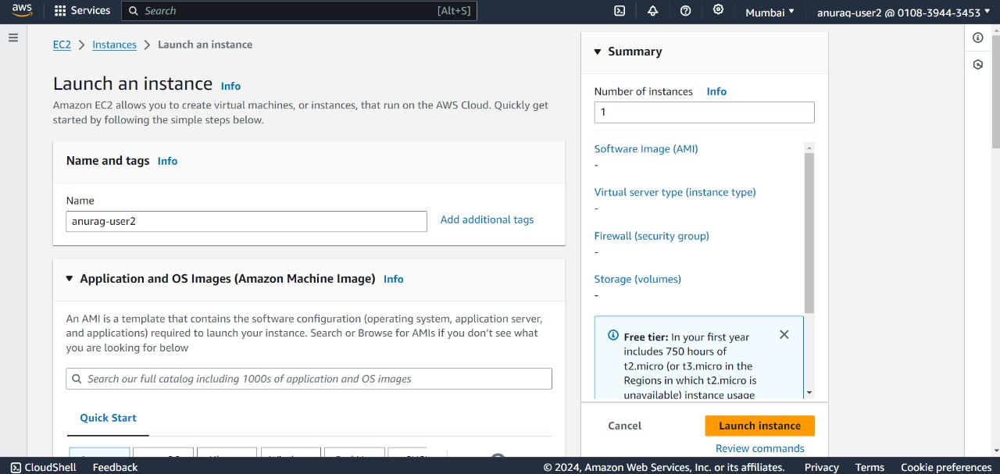 aws Services Search [Alt+S] Mumbai anuraq-user2 @ 0108-3944-3453
EC2 Instances Launch an instance
Launch an instance Info
Amazon EC2 allows you to create virtual machines, or instances, that run on the AWS Cloud. Quickly get
started by following the simple steps below.
Name and tags Info
Name
anurag-user2 Add additional tags
Application and OS Images (Amazon Machine Image) Info
An AMI is a template that contains the software configuration (operating system, application server,
and applications) required to launch your instance. Search or Browse for AMIs if you don't see what
you are looking for below
Search our full catalog including 1000s of application and OS images
Quick Start
Summary
Number of instances Info
1
Software Image (AMI)
-
Virtual server type (instance type)
-
Firewall (security group)
-
Storage (volumes)
-
Free tier: In your first year
includes 750 hours of
t2.micro (or t3.micro in the
Regions in which t2.micro is
unavailable) instance usage
Cancel Launch instance
Review commands
CloudShell Feedback © 2024, Amazon Web Services, Inc. or its affiliates. Privacy Terms Cookie preferences